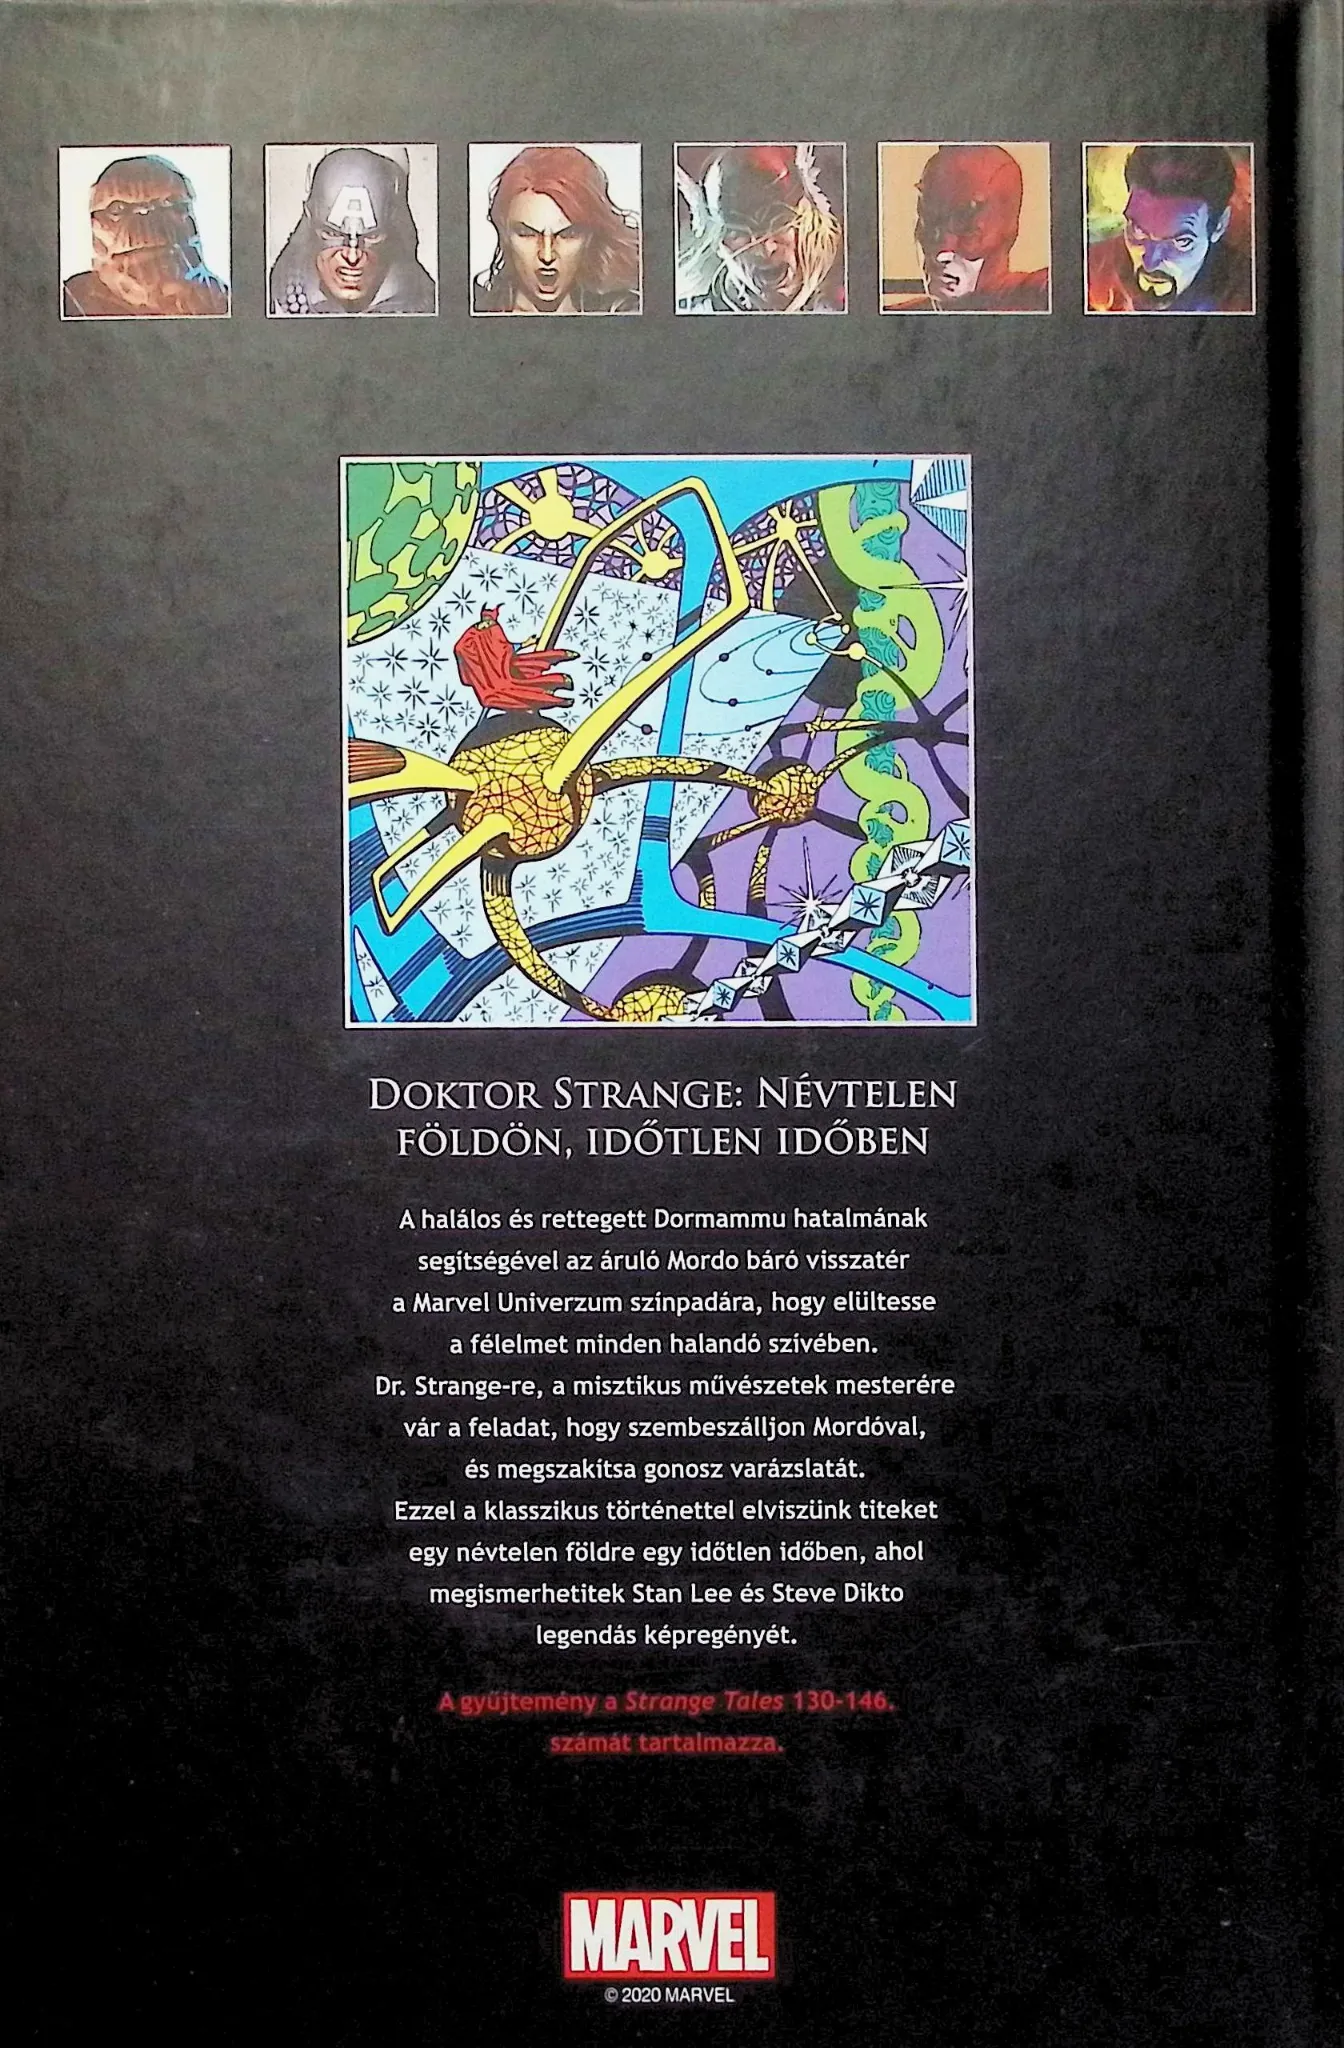 DOKTOR STRANGE: NÉVTELEN
FÖLDÖN, IDŐTLEN IDŐBEN
A halálos és rettegett Dormammu hatalmának
segítségével az áruló Mordo báró visszatér
a Marvel Univerzum színpadára, hogy elültesse
a félelmet minden halandó szívében.
Dr. Strange-re, a misztikus művészetek mesterére
vár a feladat, hogy szembeszálljon Mordóval,
és megszakítsa gonosz varázslatát.
Ezzel a klasszikus történettel elviszünk titeket
egy névtelen földre egy időtlen időben, ahol
megismerhetitek Stan Lee és Steve Dikto
legendás képregényét.
A gyűjtemény a Strange Tales 130-146.
számát tartalmazza.
MARVEL
© 2020 MARVEL